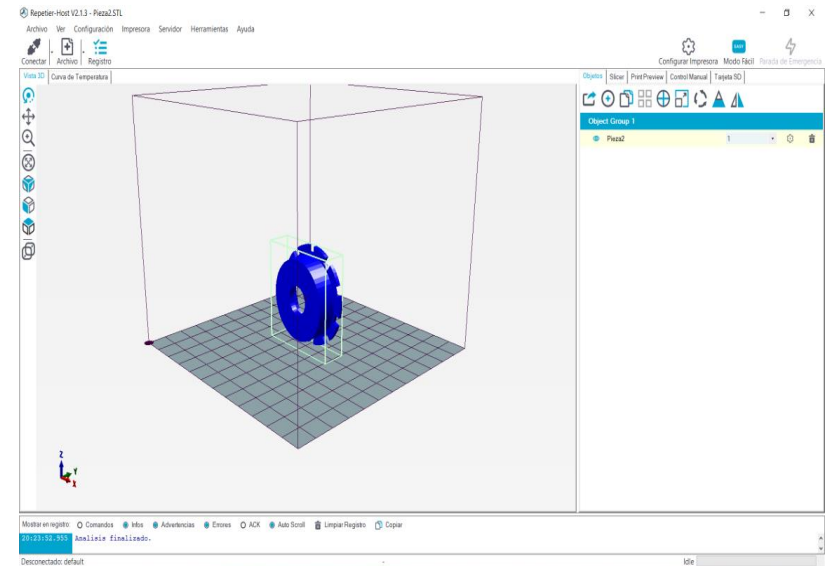 Repetier-Host V2.1.3 - Pieza2.STL
Archivo Ver Configuración Impresora Servidor Herramientas Ayuda
Conectar Archivo Registro
EASY
Configurar Impresora Modo Fácil Parada de Emergencia
Vista 3D Curva de Temperatura
Objetos Slicer Print Preview Control Manual Tarjeta SD
Object Group 1
Pieza2 1
Z
Y
X
Mostrar en registro: Comandos Infos Advertencias Errores ACK Auto Scroll Limpiar Registro Copiar
20:23:52.955 Analisis finalizado.
Desconectado: default - Idle